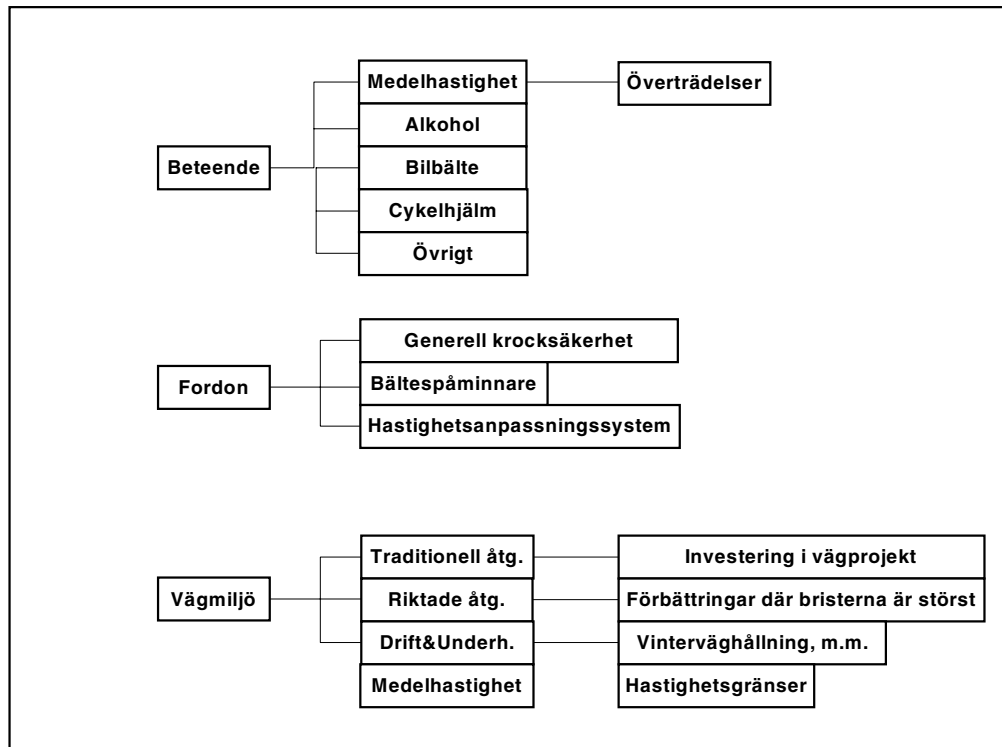 Medelhastighet
Överträdelser
Alkohol
Beteende
Bilbälte
Cykelhjälm
Övrigt
Generell krocksäkerhet
Fordon
Bältespåminnare
Hastighetsanpassningssystem
Traditionell åtg.
Investering i vägprojekt
Vägmiljö
Riktade åtg.
Förbättringar där bristerna är störst
Drift&Underh.
Vinterväghållning, m.m.
Medelhastighet
Hastighetsgränser